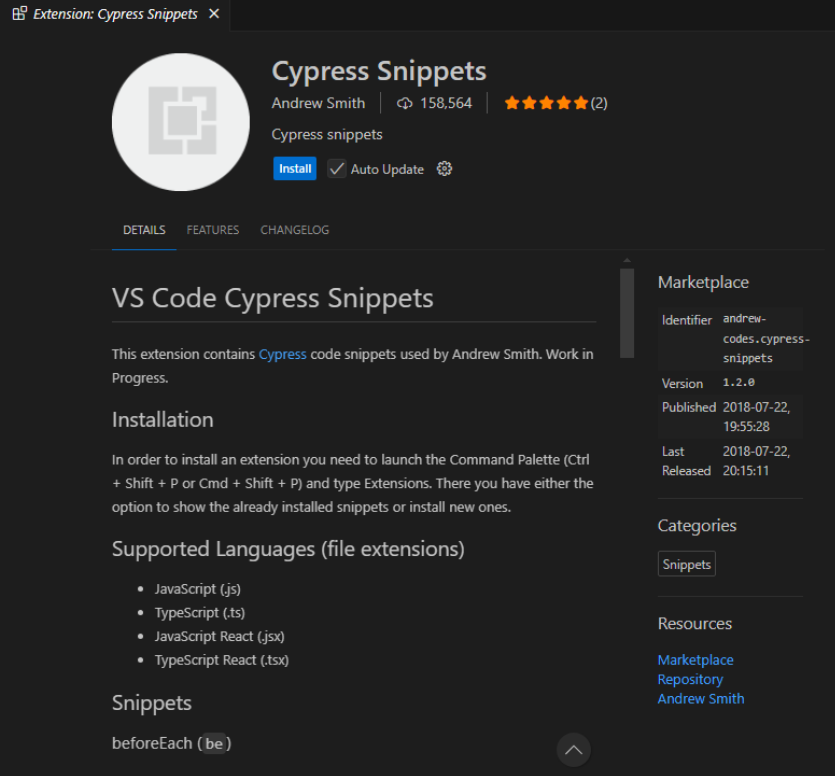 Extension: Cypress Snippets
Cypress Snippets
Andrew Smith 158,564 (2)
Cypress snippets
Install Auto Update
DETAILS FEATURES CHANGELOG
VS Code Cypress Snippets
This extension contains Cypress code snippets used by Andrew Smith. Work in
Progress.
Installation
In order to install an extension you need to launch the Command Palette (Ctrl
+ Shift + P or Cmd + Shift + P) and type Extensions. There you have either the
option to show the already installed snippets or install new ones.
Supported Languages (file extensions)
• JavaScript (.js)
• TypeScript (.ts)
• JavaScript React (.jsx)
• TypeScript React (.tsx)
Snippets
beforeEach (be)
Marketplace
Identifier andrew-
codes.cypress-
snippets
Version 1.2.0
Published 2018-07-22,
19:55:28
Last 2018-07-22,
Released 20:15:11
Categories
Snippets
Resources
Marketplace
Repository
Andrew Smith